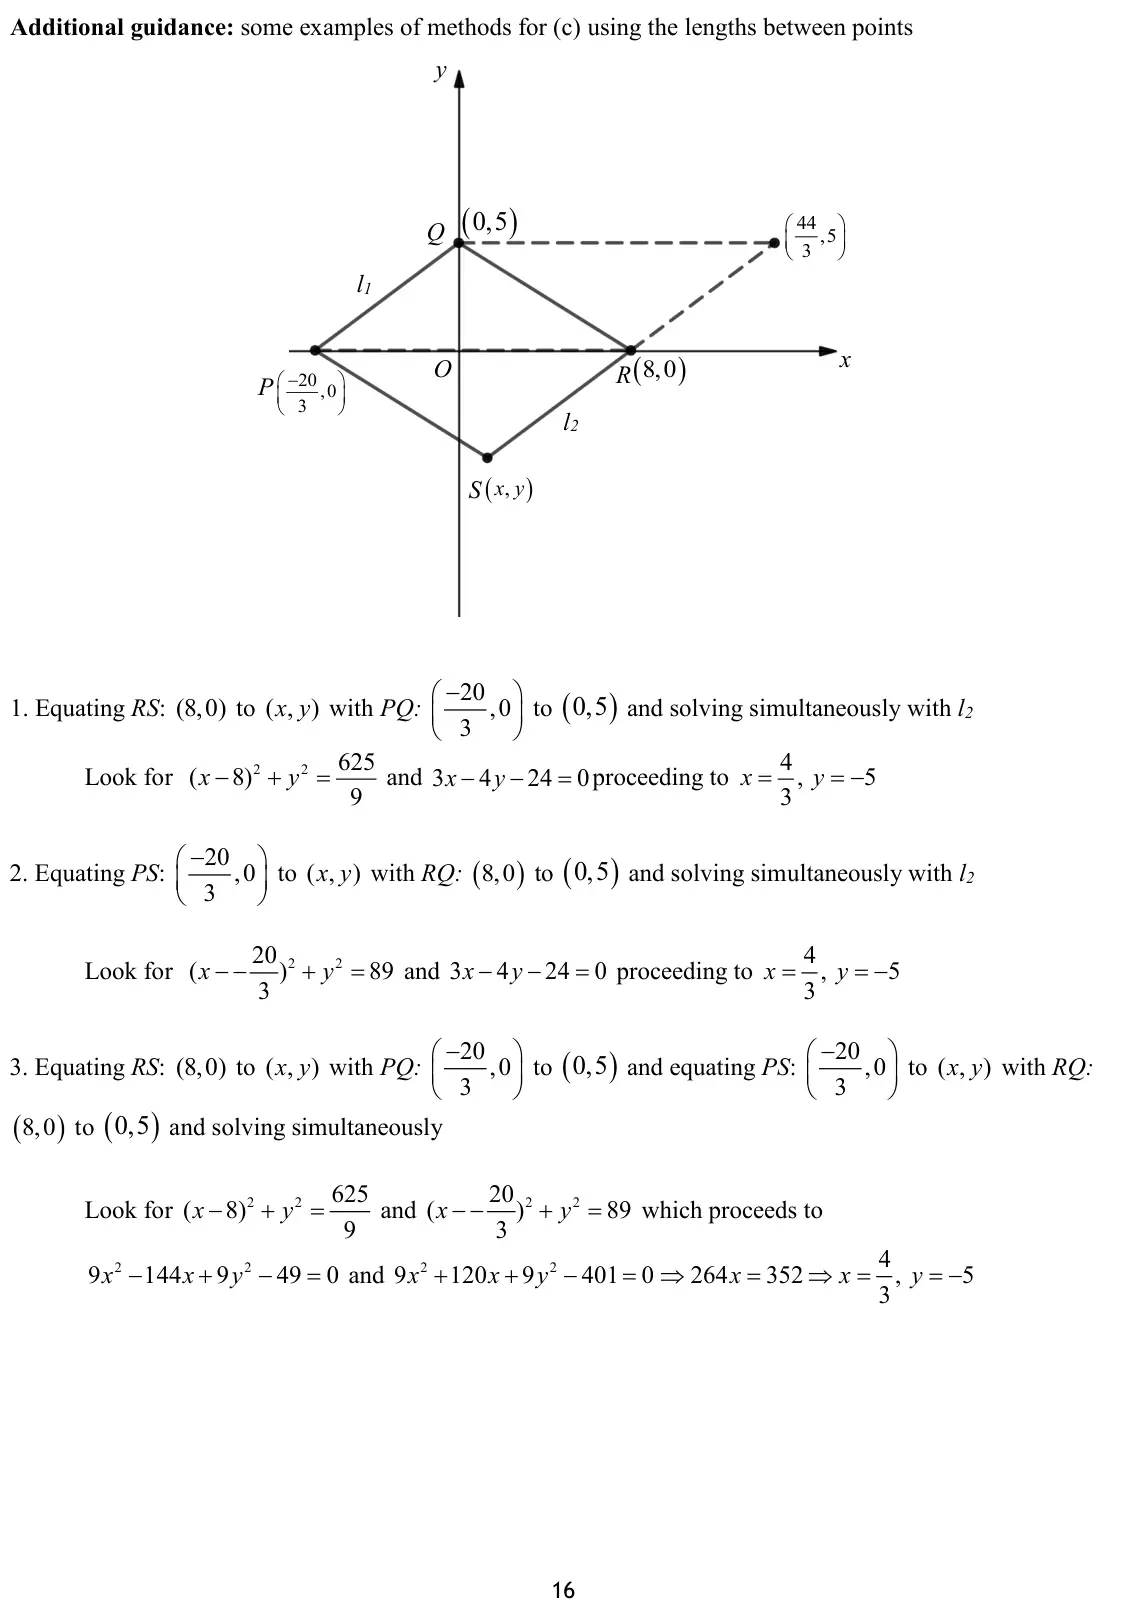 Additional guidance: some examples of methods for (c) using the lengths between points
y
Q (0,5)
(44/3, 5)
l₁
O
x
P(−20/3, 0)
R(8,0)
l₂
S(x, y)
1. Equating RS: (8,0) to (x, y) with PQ: (−20/3, 0) to (0,5) and solving simultaneously with l₂
Look for (x−8)² + y² = 625/9 and 3x−4y−24 = 0proceeding to x = 4/3, y = −5
2. Equating PS: (−20/3, 0) to (x, y) with RQ: (8,0) to (0,5) and solving simultaneously with l₂
Look for (x−−20/3)² + y² = 89 and 3x−4y−24 = 0 proceeding to x = 4/3, y = −5
3. Equating RS: (8,0) to (x, y) with PQ: (−20/3, 0) to (0,5) and equating PS: (−20/3, 0) to (x, y) with RQ:
(8,0) to (0,5) and solving simultaneously
Look for (x−8)² + y² = 625/9 and (x−−20/3)² + y² = 89 which proceeds to
9x² −144x+9y² −49 = 0 and 9x² +120x+9y² −401 = 0 ⇒ 264x = 352 ⇒ x = 4/3, y = −5
16